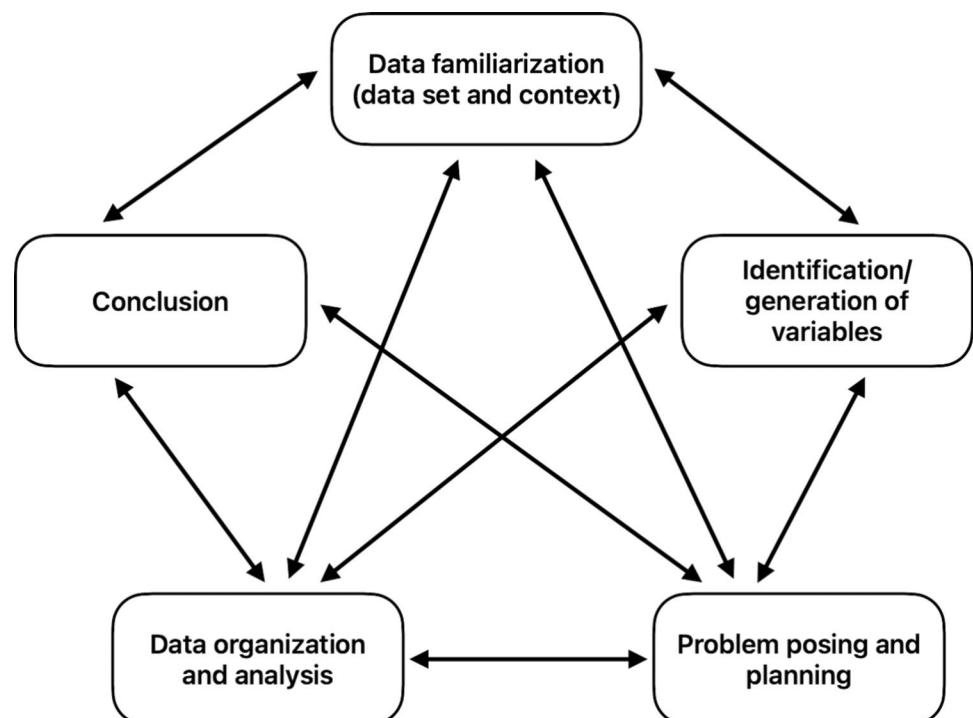 Data familiarization
(data set and context)
Conclusion
Identification/
generation of
variables
Data organization
and analysis
Problem posing and
planning